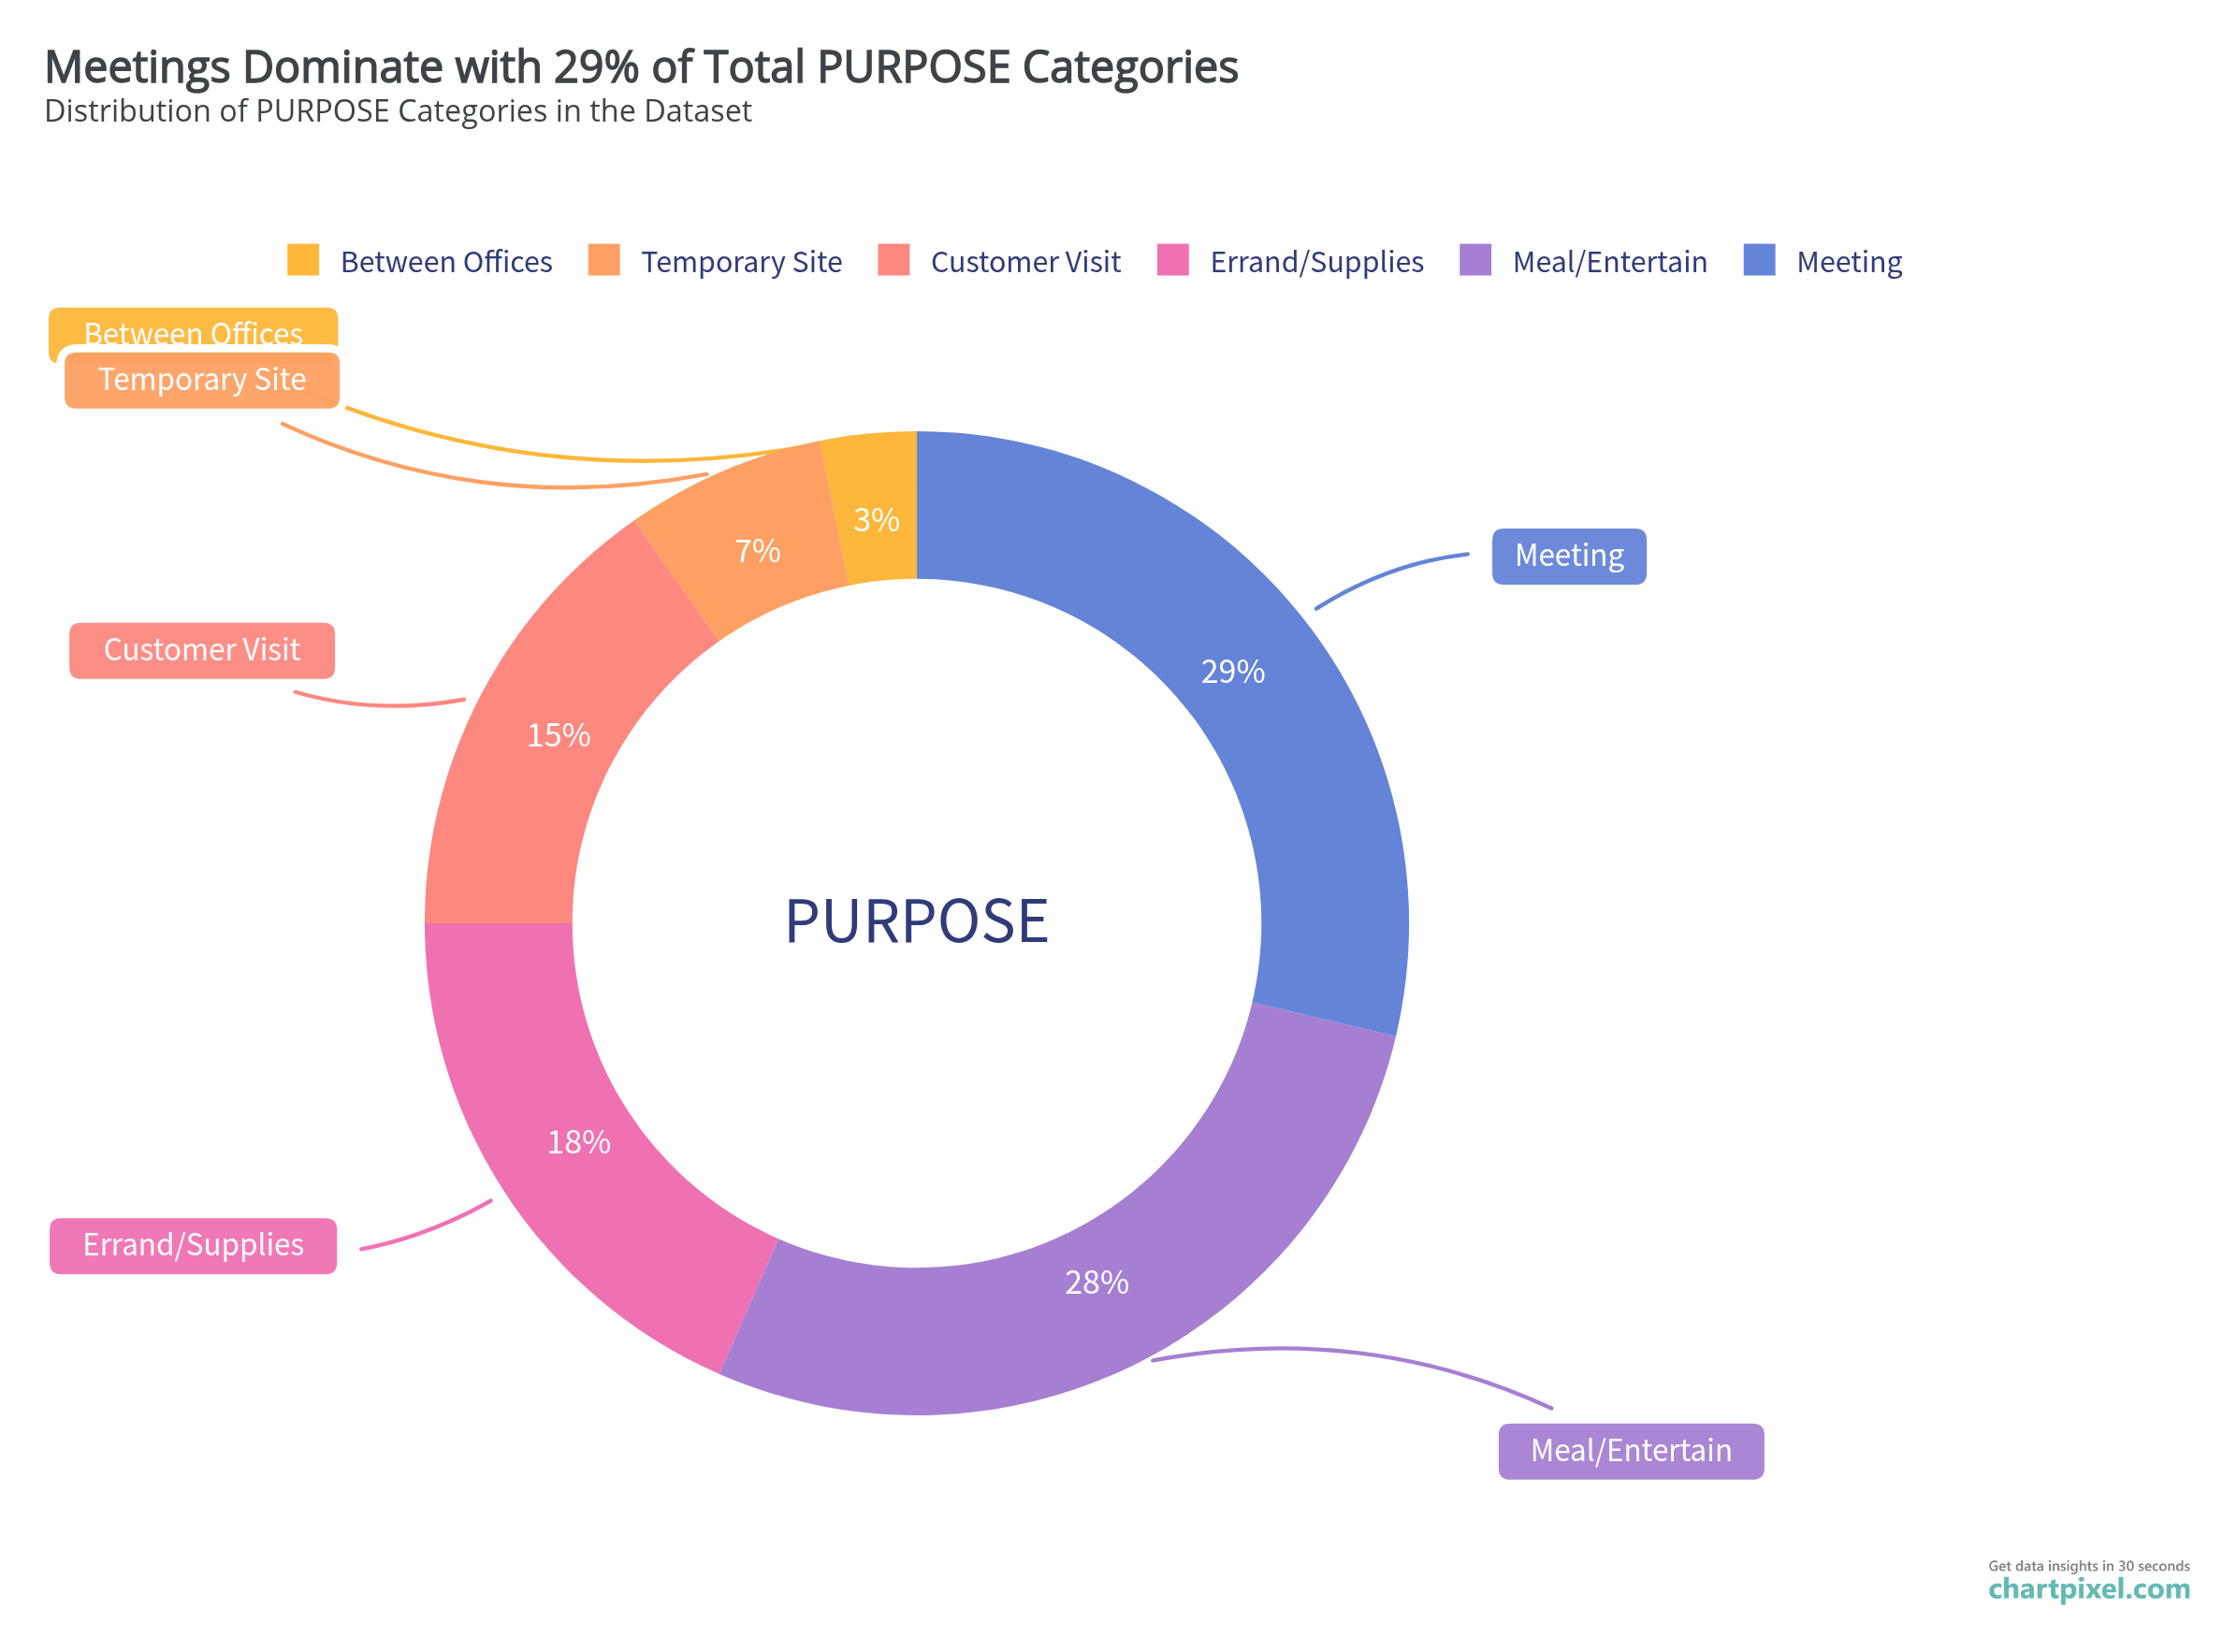 Meetings Dominate with 29% of Total PURPOSE Categories
Distribution of PURPOSE Categories in the Dataset
Between Offices Temporary Site Customer Visit Errand/Supplies Meal/Entertain Meeting
Between Offices
Temporary Site
3%
7%
Meeting
29%
Customer Visit
15%
PURPOSE
18%
Errand/Supplies
28%
Meal/Entertain
Get data insights in 30 seconds
chartpixel.com